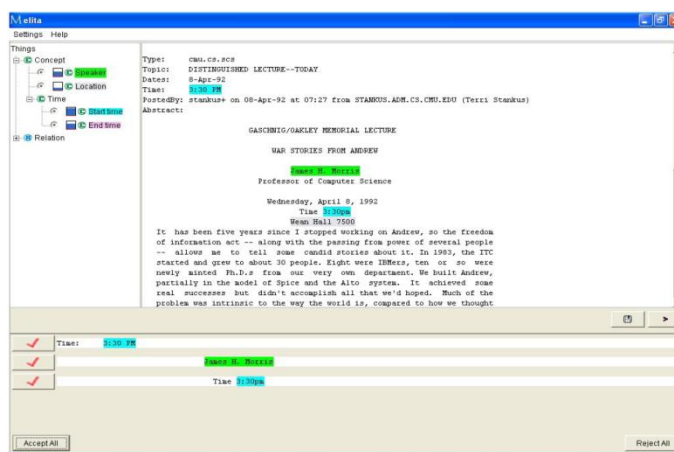 Melita
Settings Help
Things
Concept
Speaker
Location
Time
Start time
End time
Relation
Type: cmu.cs.scs
Topic: DISTINGUISHED LECTURE--TODAY
Dates: 8-Apr-92
Time: 3:30 PM
PostedBy: stankus+ on 08-Apr-92 at 07:27 from STANKUS.ADM.CS.CMU.EDU (Terri Stankus)
Abstract:
GASCHNIG/OAKLEY MEMORIAL LECTURE
WAR STORIES FROM ANDREW
James H. Morris
Professor of Computer Science
Wednesday, April 8, 1992
Time 3:30pm
Wean Hall 7500
It has been five years since I stopped working on Andrew, so the freedom
of information act -- along with the passing from power of several people
-- allows me to tell some candid stories about it. In 1983, the ITC
started and grew to about 30 people. Eight were IBMers, ten or so were
newly minted Ph.D.s from our very own department. We built Andrew,
partially in the model of Spice and the Alto system. It achieved some
real successes but didn't accomplish all that we'd hoped. Much of the
problem was intrinsic to the way the world is, compared to how we thought
Time: 3:30 PM
James H. Morris
Time 3:30pm
Accept All
Reject All